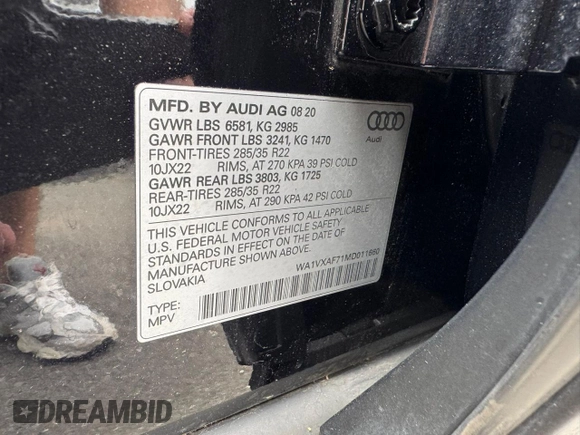 MFD. BY AUDI AG 08 20
GVWR LBS 6581, KG 2985
GAWR FRONT LBS 3241, KG 1470
FRONT-TIRES 285/35 R22
10JX22 RIMS, AT 270 KPA 39 PSI COLD
GAWR REAR LBS 3803, KG 1725
REAR-TIRES 285/35 R22
10JX22 RIMS, AT 290 KPA 42 PSI COLD
THIS VEHICLE CONFORMS TO ALL APPLICABLE
U.S. FEDERAL MOTOR VEHICLE SAFETY
STANDARDS IN EFFECT ON THE DATE OF
MANUFACTURE SHOWN ABOVE.
SLOVAKIA
WA1VXAF71MD011660
TYPE:
MPV
Audi
DREAMBID